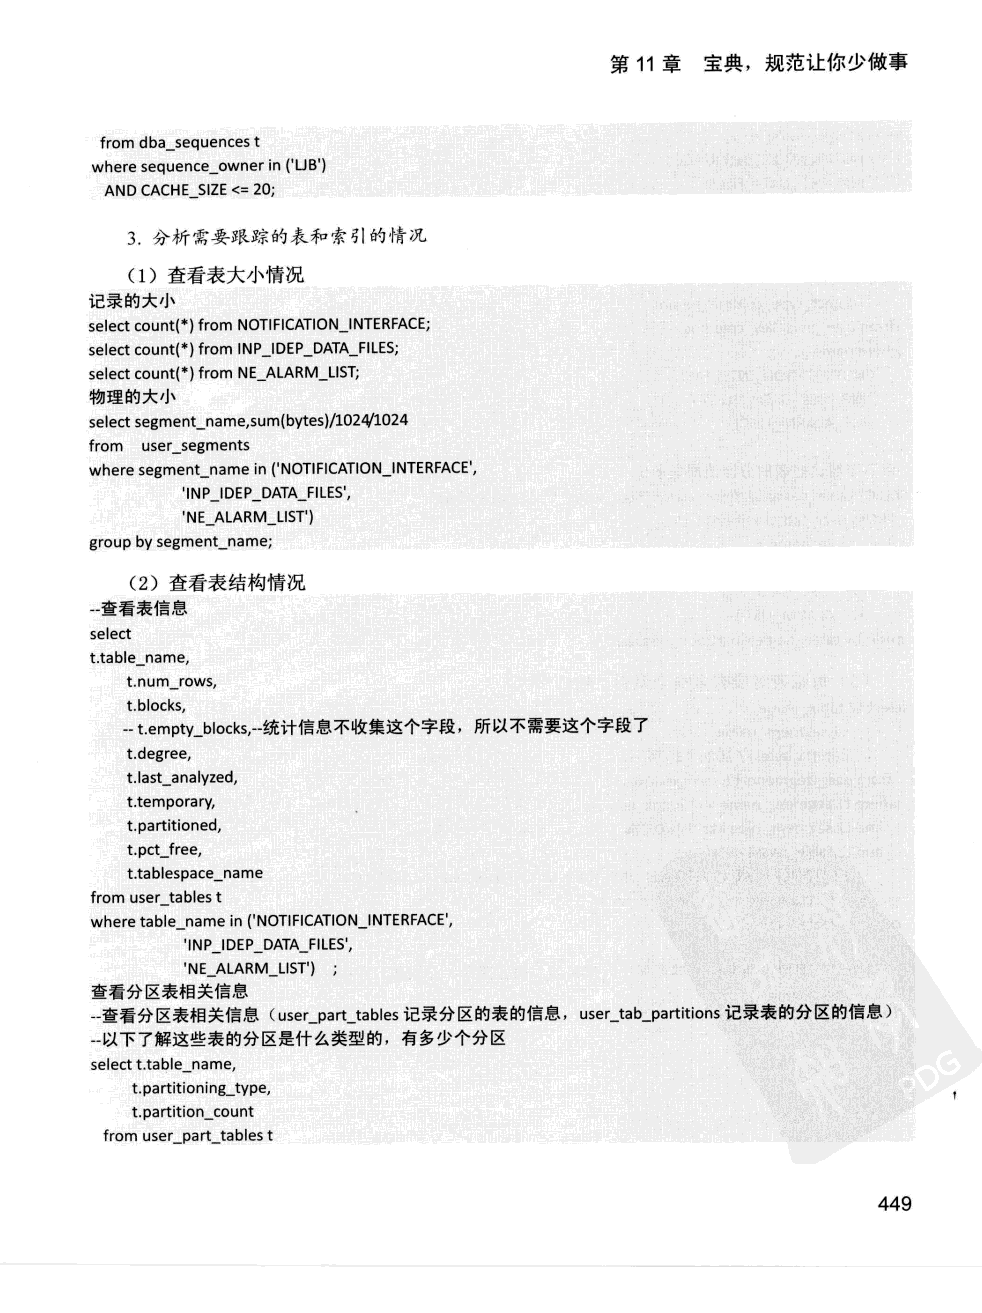 第 11 章 宝典，规范让你少做事
from dba_sequences t
where sequence_owner in ('LJB')
AND CACHE_SIZE <= 20;
3. 分析需要跟踪的表和索引的情况
（1）查看表大小情况
记录的大小
select count(*) from NOTIFICATION_INTERFACE;
select count(*) from INP_IDEP_DATA_FILES;
select count(*) from NE_ALARM_LIST;
物理的大小
select segment_name,sum(bytes)/1024/1024
from user_segments
where segment_name in ('NOTIFICATION_INTERFACE',
'INP_IDEP_DATA_FILES',
'NE_ALARM_LIST')
group by segment_name;
（2）查看表结构情况
--查看表信息
select
t.table_name,
t.num_rows,
t.blocks,
-- t.empty_blocks,--统计信息不收集这个字段，所以不需要这个字段了
t.degree,
t.last_analyzed,
t.temporary,
t.partitioned,
t.pct_free,
t.tablespace_name
from user_tables t
where table_name in ('NOTIFICATION_INTERFACE',
'INP_IDEP_DATA_FILES',
'NE_ALARM_LIST') ;
查看分区表相关信息
--查看分区表相关信息（user_part_tables 记录分区的表的信息，user_tab_partitions 记录表的分区的信息）
--以下了解这些表的分区是什么类型的，有多少个分区
select t.table_name,
t.partitioning_type,
t.partition_count
from user_part_tables t
PDG
449